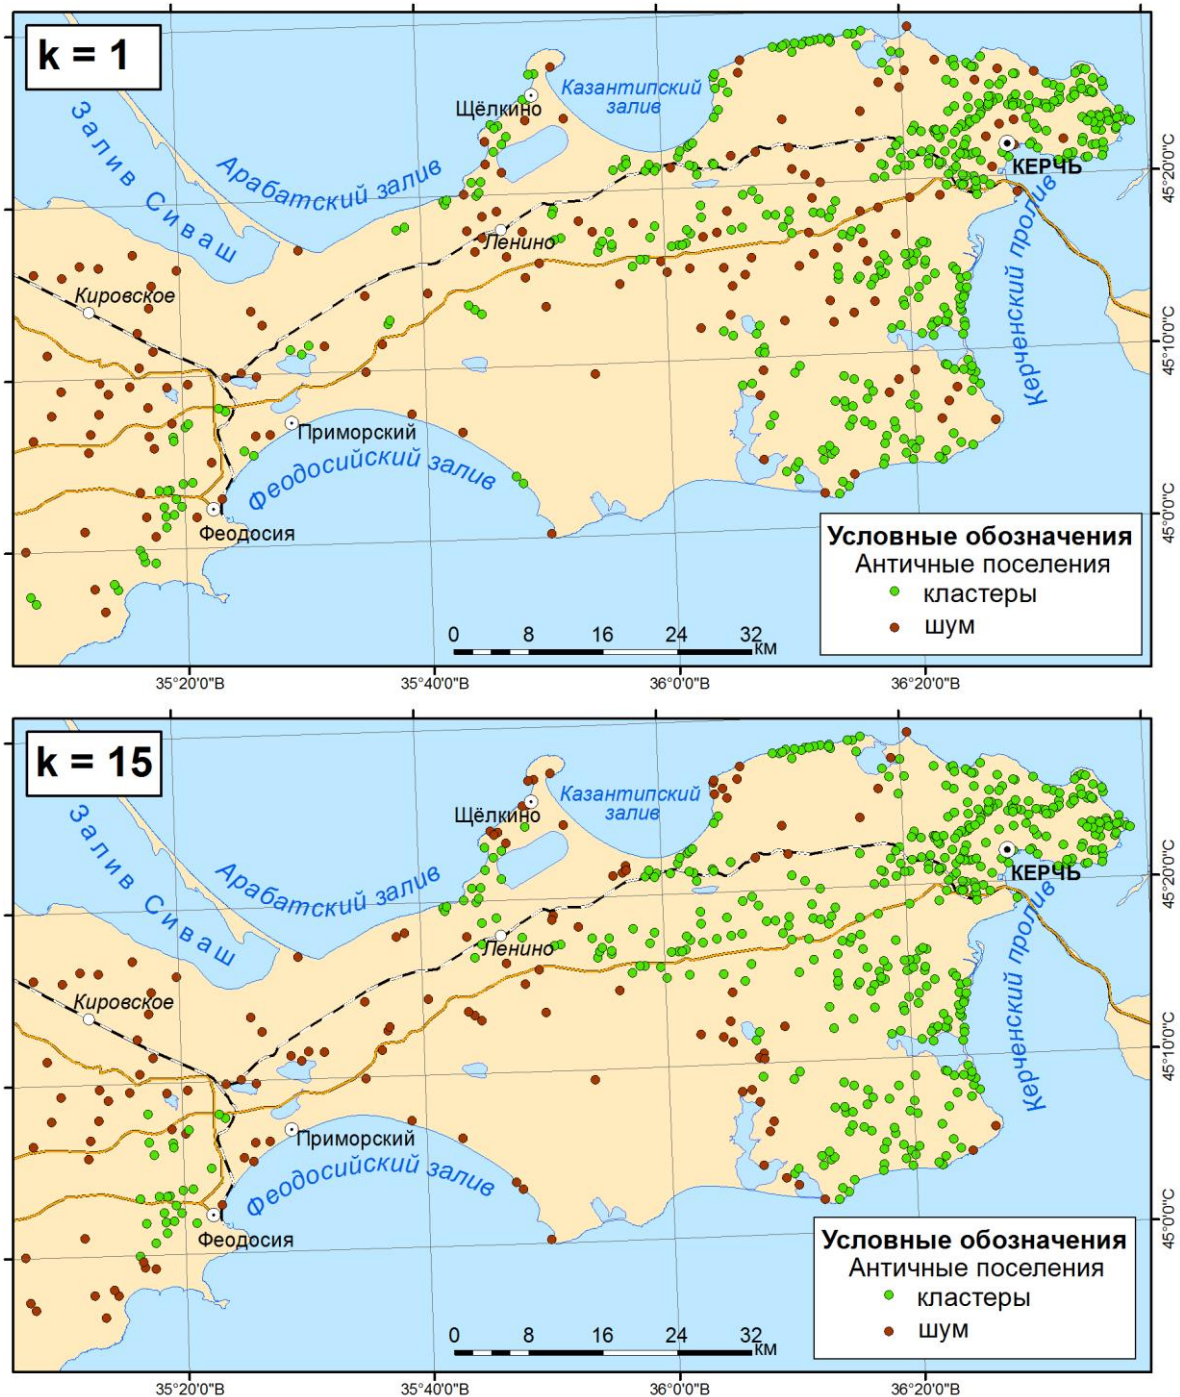 k = 1
Залив Сиваш
Арабатский залив
Щёлкино
Казантипский
залив
КЕРЧЬ
Керченский пролив
Ленино
Кировское
Приморский
Феодосийский залив
Феодосия
46°20'0"С
45°10'0"С
45°0'0"С
Условные обозначения
Античные поселения
кластеры
шум
0 8 16 24 32
км
35°20'0"В 35°40'0"В 36°0'0"В 36°20'0"В
k = 15
Залив Сиваш
Арабатский залив
Щёлкино
Казантипский
залив
КЕРЧЬ
Керченский пролив
Ленино
Кировское
Приморский
Феодосийский залив
Феодосия
45°20'0"С
45°10'0"С
45°0'0"С
Условные обозначения
Античные поселения
кластеры
шум
0 8 16 24 32
км
35°20'0"В 35°40'0"В 36°0'0"В 36°20'0"В